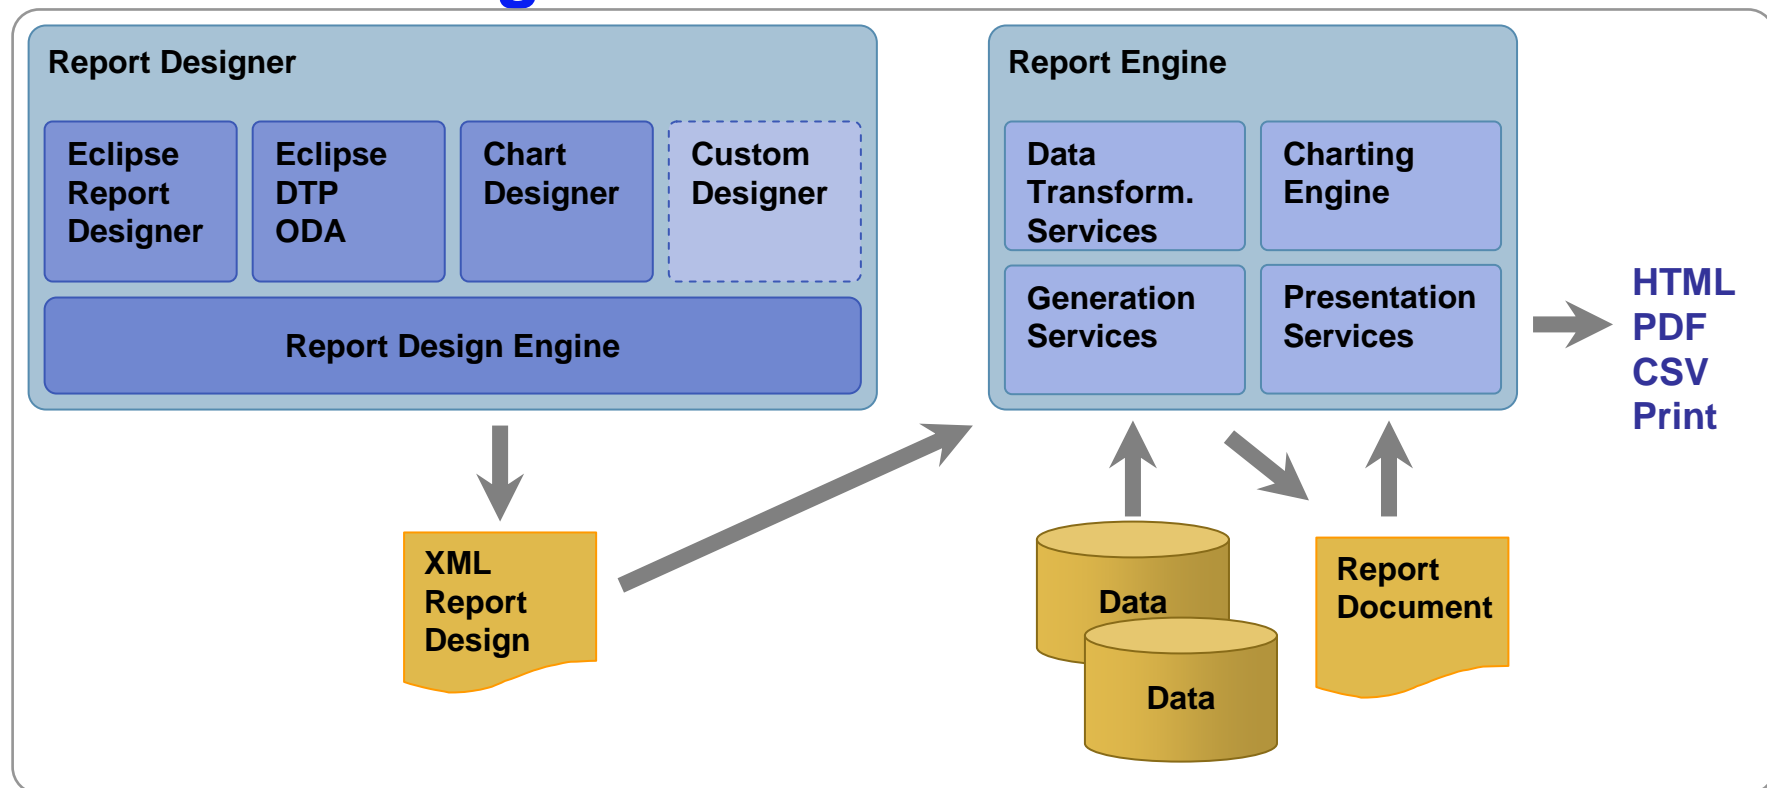 Report Designer
Eclipse
Report
Designer
Eclipse
DTP
ODA
Chart
Designer
Custom
Designer
Report Design Engine
Report Engine
Data
Transform.
Services
Charting
Engine
Generation
Services
Presentation
Services
HTML
PDF
CSV
Print
XML
Report
Design
Data
Data
Report
Document